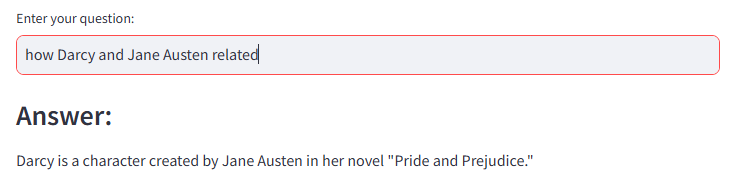 Enter your question:
how Darcy and Jane Austen related
Answer:
Darcy is a character created by Jane Austen in her novel "Pride and Prejudice."